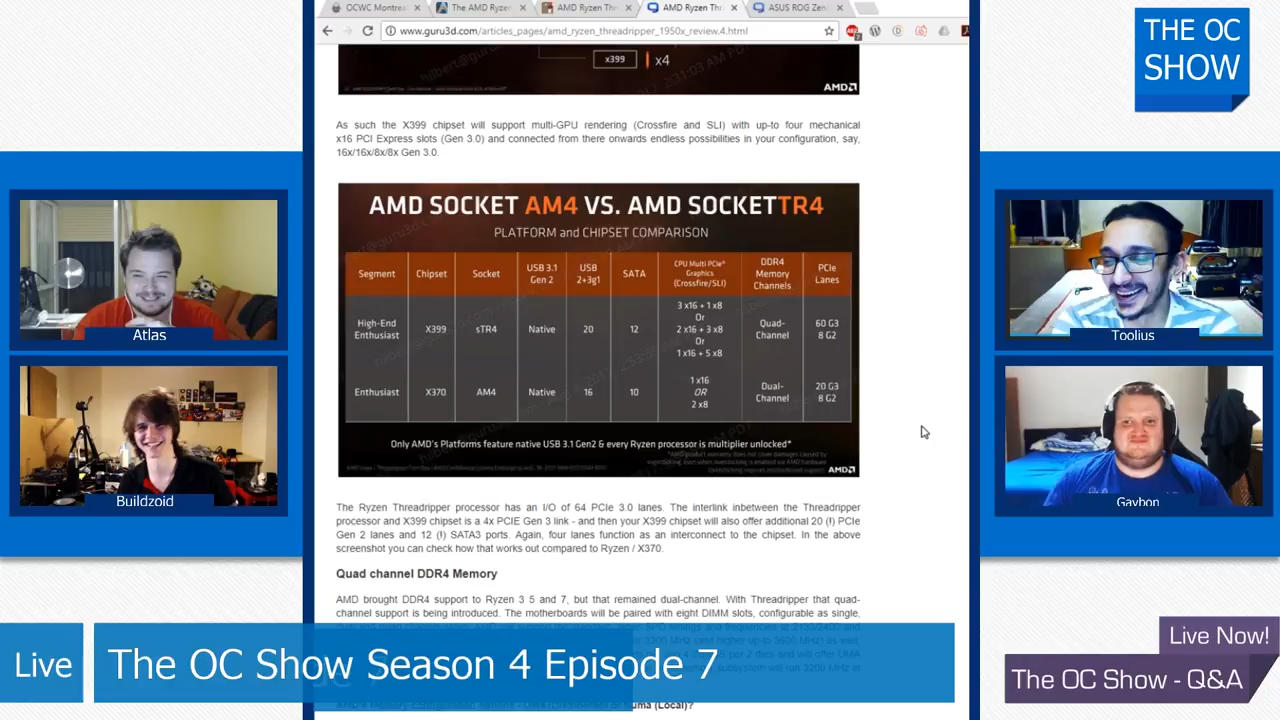 OCWC Montrea
The AMD Ryzen
AMD Ryzen Thre
AMD Ryzen Thr
ASUS ROG Zen
www.guru3d.com/articles_pages/amd_ryzen_threadripper_1950x_review.4.html
THE OC
SHOW
x399
x4
AMD
As such the X399 chipset will support multi-GPU rendering (Crossfire and SLI) with up-to four mechanical
x16 PCI Express slots (Gen 3.0) and connected from there onwards endless possibilities in your configuration, say,
16x/16x/8x/8x Gen 3.0.
AMD SOCKET AM4 VS. AMD SOCKETTR4
PLATFORM and CHIPSET COMPARISON
Segment
Chipset
Socket
USB 3.1
Gen 2
USB
2+3g1
SATA
CPU Multi PCIe*
Graphics
(Crossfire/SLI)
DDR4
Memory
Channels
PCIe
Lanes
High-End
Enthusiast
X399
sTR4
Native
20
12
3 x16 + 1 x8
Or
2 x16 + 3 x8
Or
1 x16 + 5 x8
Quad-
Channel
60 G3
8 G2
Enthusiast
X370
AM4
Native
16
10
1 x16
OR
2 x8
Dual-
Channel
20 G3
8 G2
Only AMD's Platforms feature native USB 3.1 Gen2 & every Ryzen processor is multiplier unlocked*
AMD
Atlas
Toolius
Buildzoid
Gavbon
The Ryzen Threadripper processor has an I/O of 64 PCIe 3.0 lanes. The interlink inbetween the Threadripper
processor and X399 chipset is a 4x PCIE Gen 3 link - and then your X399 chipset will also offer additional 20 (!) PCIe
Gen 2 lanes and 12 (!) SATA3 ports. Again, four lanes function as an interconnect to the chipset. In the above
screenshot you can check how that works out compared to Ryzen / X370.
Quad channel DDR4 Memory
AMD brought DDR4 support to Ryzen 3 5 and 7, but that remained dual-channel. With Threadripper that quad-
channel support is being introduced. The motherboards will be paired with eight DIMM slots, configurable as single,
Live
The OC Show Season 4 Episode 7
Live Now!
The OC Show - Q&A